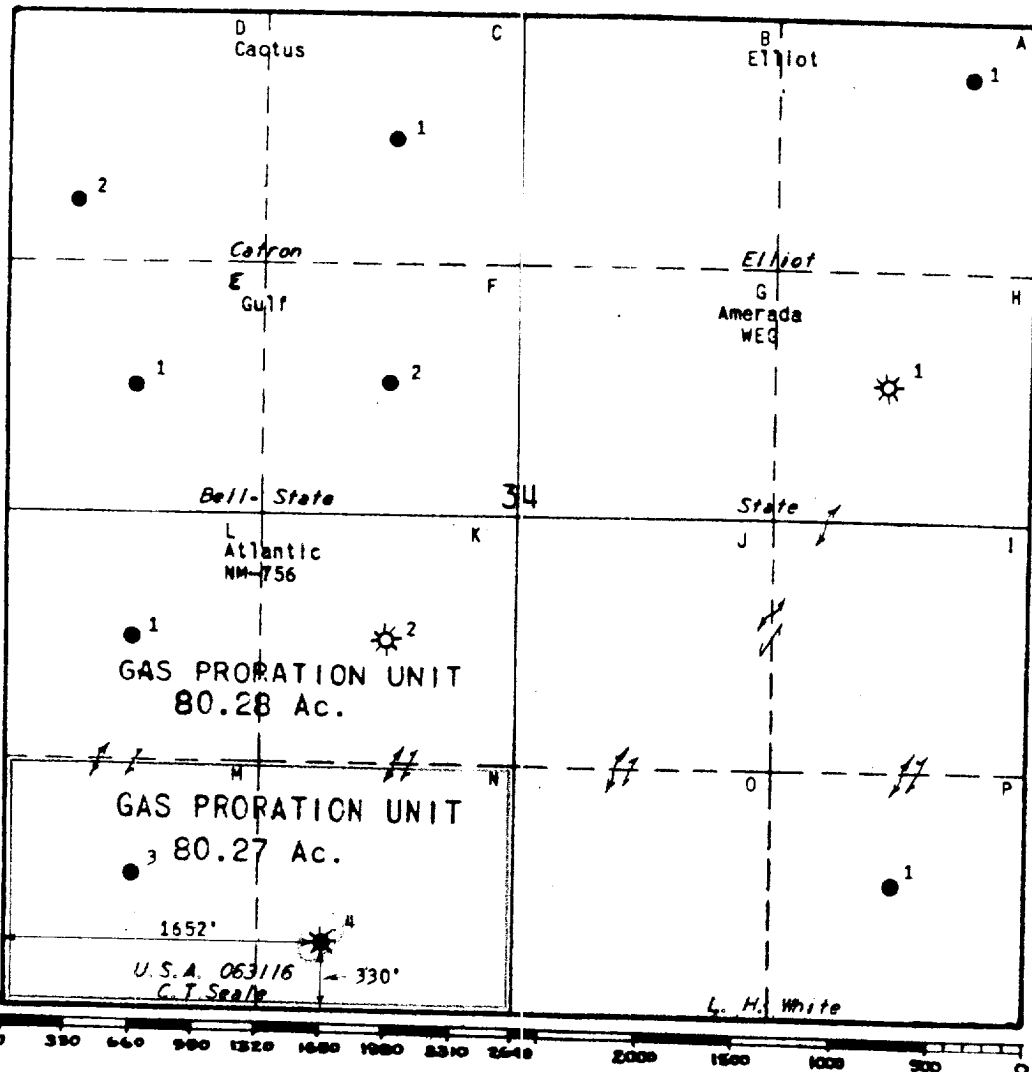 D C B A
Cactus Elliot
1
1
2
Catron Elliot
E F G H
Gulf Amerada
WEG
1 2 1
Bell- State 34 State
L K J I
Atlantic
NM-756
1 2
GAS PRORATION UNIT
80.28 Ac.
M N O P
GAS PRORATION UNIT
80.27 Ac.
3 1
4
1652'
U.S.A. 063116 330'
C.T. Seale
L. H. White
0 330 660 990 1320 1650 1980 2310 2640 2000 1500 1000 500 0